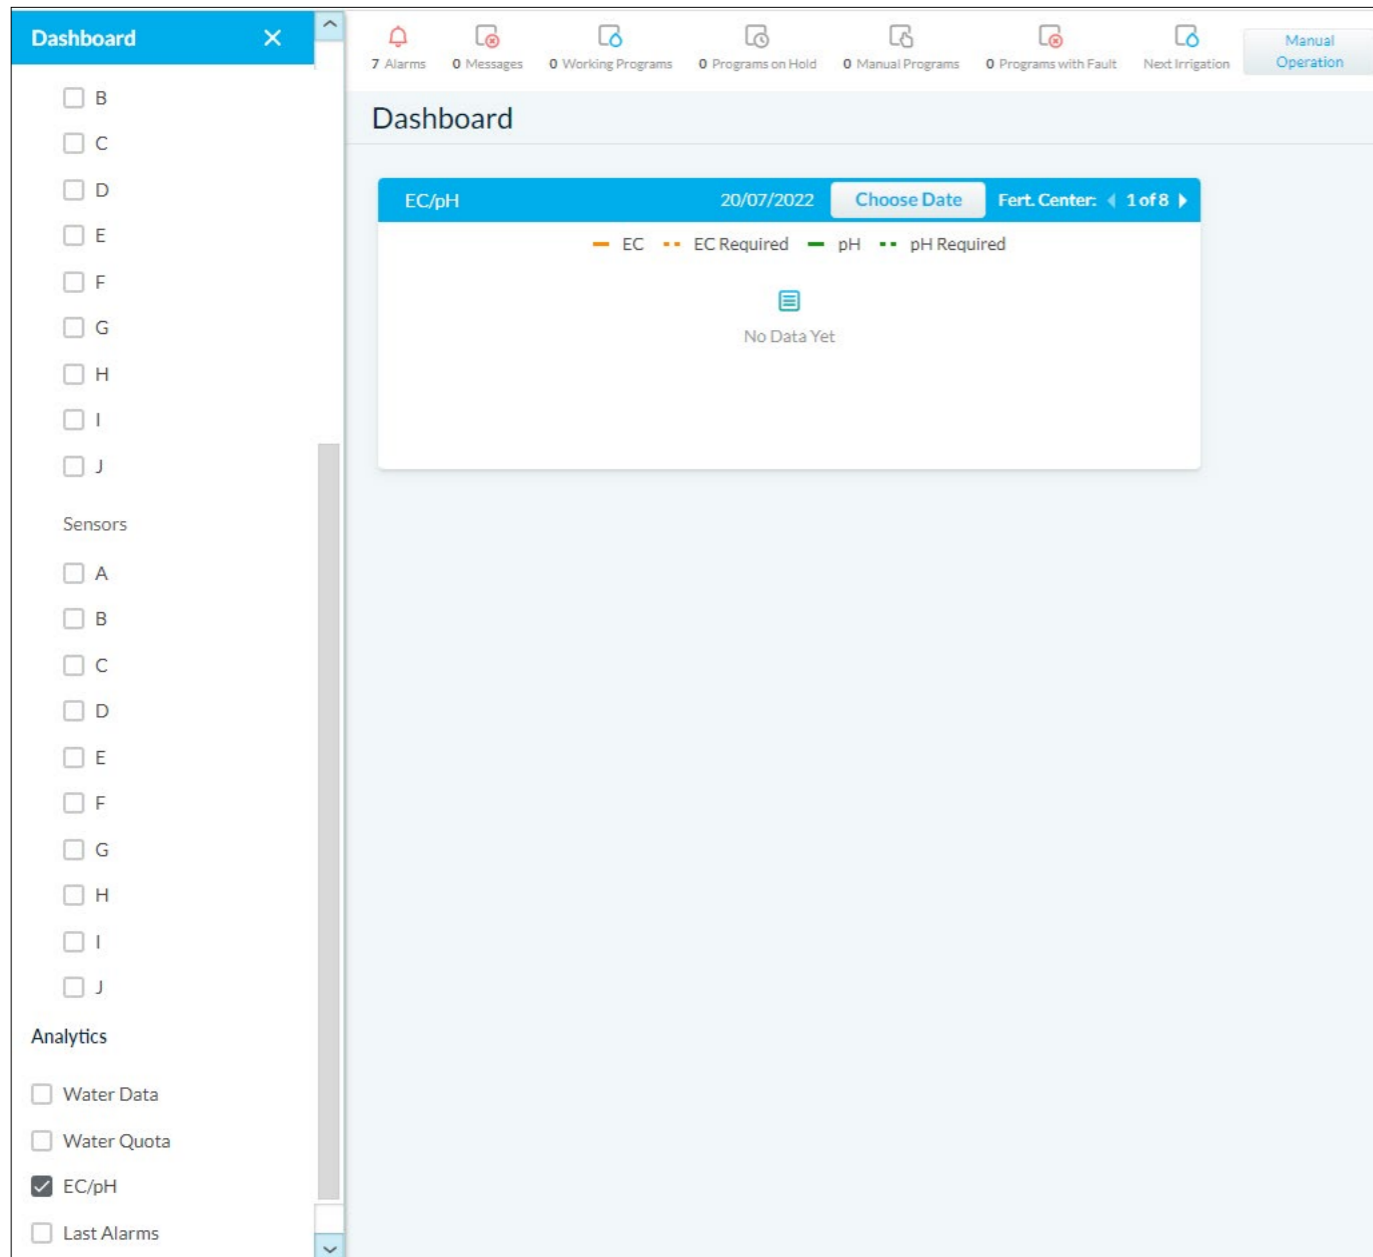 Dashboard
B
C
D
E
F
G
H
I
J
Sensors
A
B
C
D
E
F
G
H
I
J
Analytics
Water Data
Water Quota
EC/pH
Last Alarms
7 Alarms 0 Messages 0 Working Programs 0 Programs on Hold 0 Manual Programs 0 Programs with Fault Next Irrigation
Manual
Operation
Dashboard
EC/pH 20/07/2022 Choose Date Fert. Center: 1 of 8
EC EC Required pH pH Required
No Data Yet